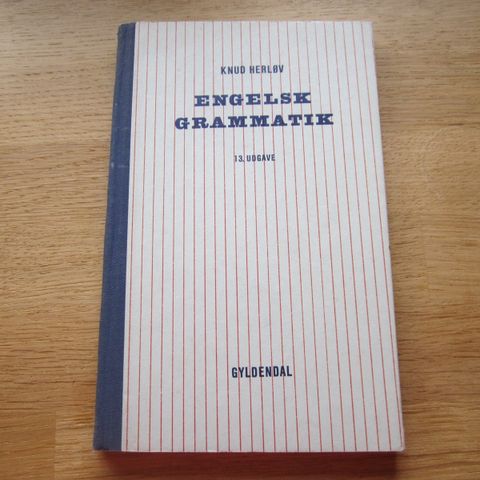 KNUD HERLØV
ENGELSK
GRAMMATIK
13. UDGAVE
GYLDENDAL